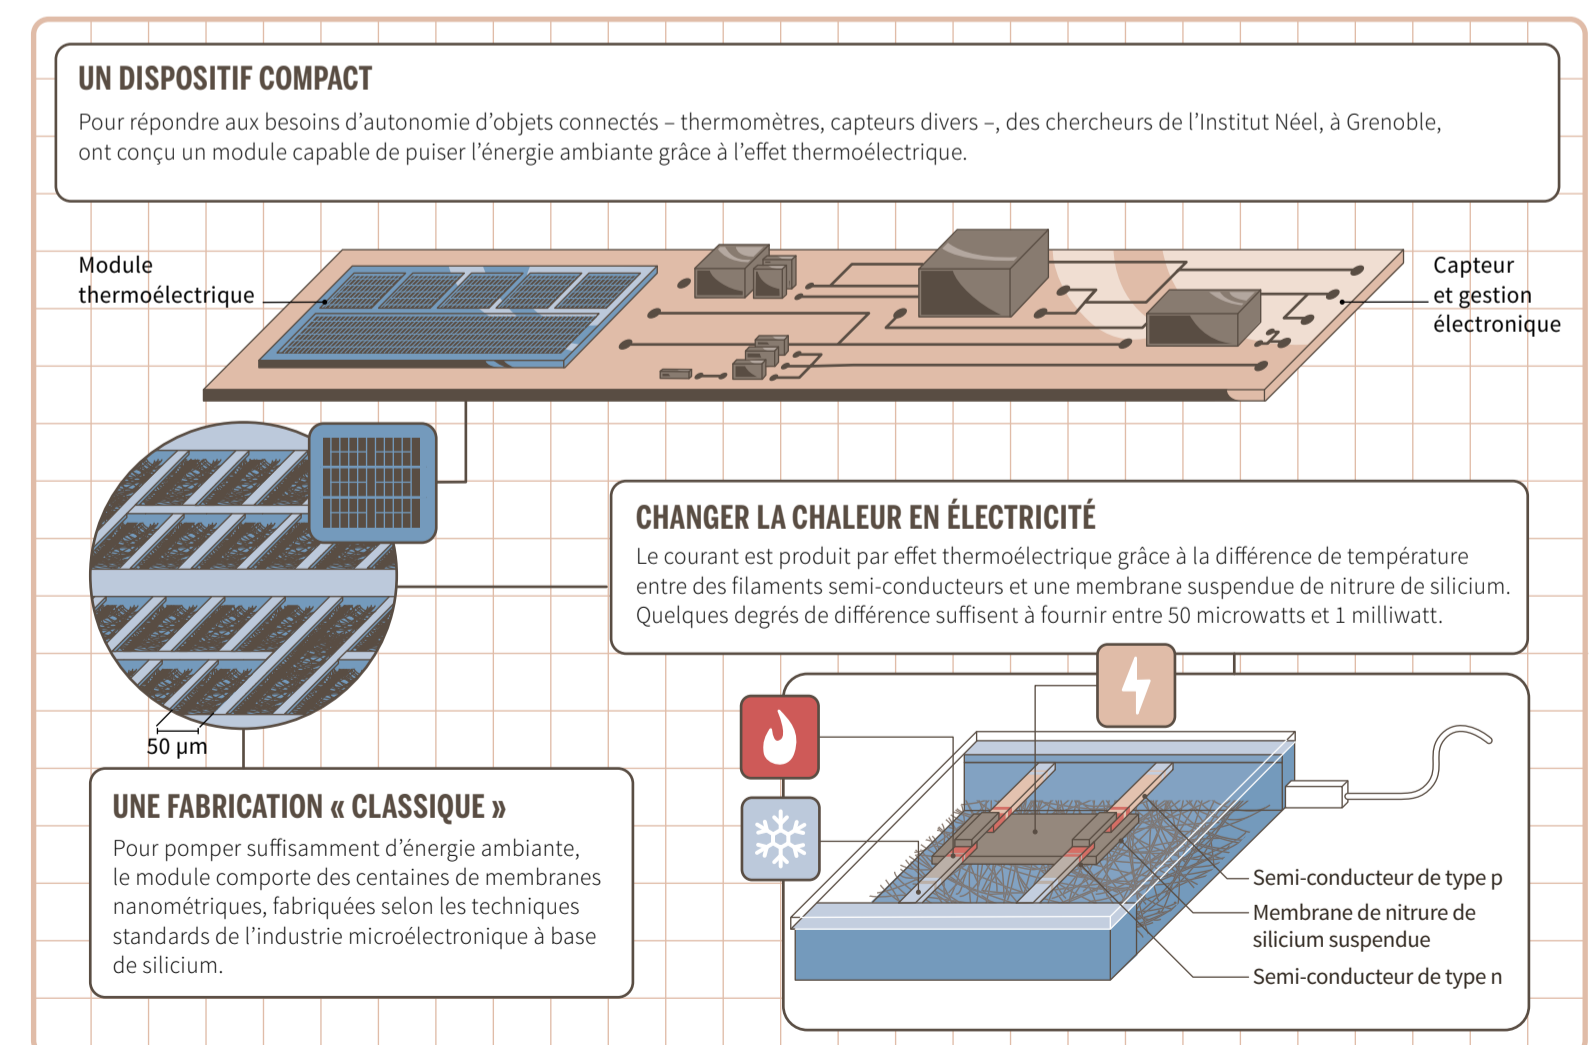 UN DISPOSITIF COMPACT
Pour répondre aux besoins d’autonomie d’objets connectés – thermomètres, capteurs divers –, des chercheurs de l’Institut Néel, à Grenoble,
ont conçu un module capable de puiser l’énergie ambiante grâce à l’effet thermoélectrique.
Module
thermoélectrique
Capteur
et gestion
électronique
CHANGER LA CHALEUR EN ÉLECTRICITÉ
Le courant est produit par effet thermoélectrique grâce à la différence de température
entre des filaments semi-conducteurs et une membrane suspendue de nitrure de silicium.
Quelques degrés de différence suffisent à fournir entre 50 microwatts et 1 milliwatt.
50 µm
UNE FABRICATION « CLASSIQUE »
Pour pomper suffisamment d’énergie ambiante,
le module comporte des centaines de membranes
nanométriques, fabriquées selon les techniques
standards de l’industrie microélectronique à base
de silicium.
Semi-conducteur de type p
Membrane de nitrure de
silicium suspendue
Semi-conducteur de type n